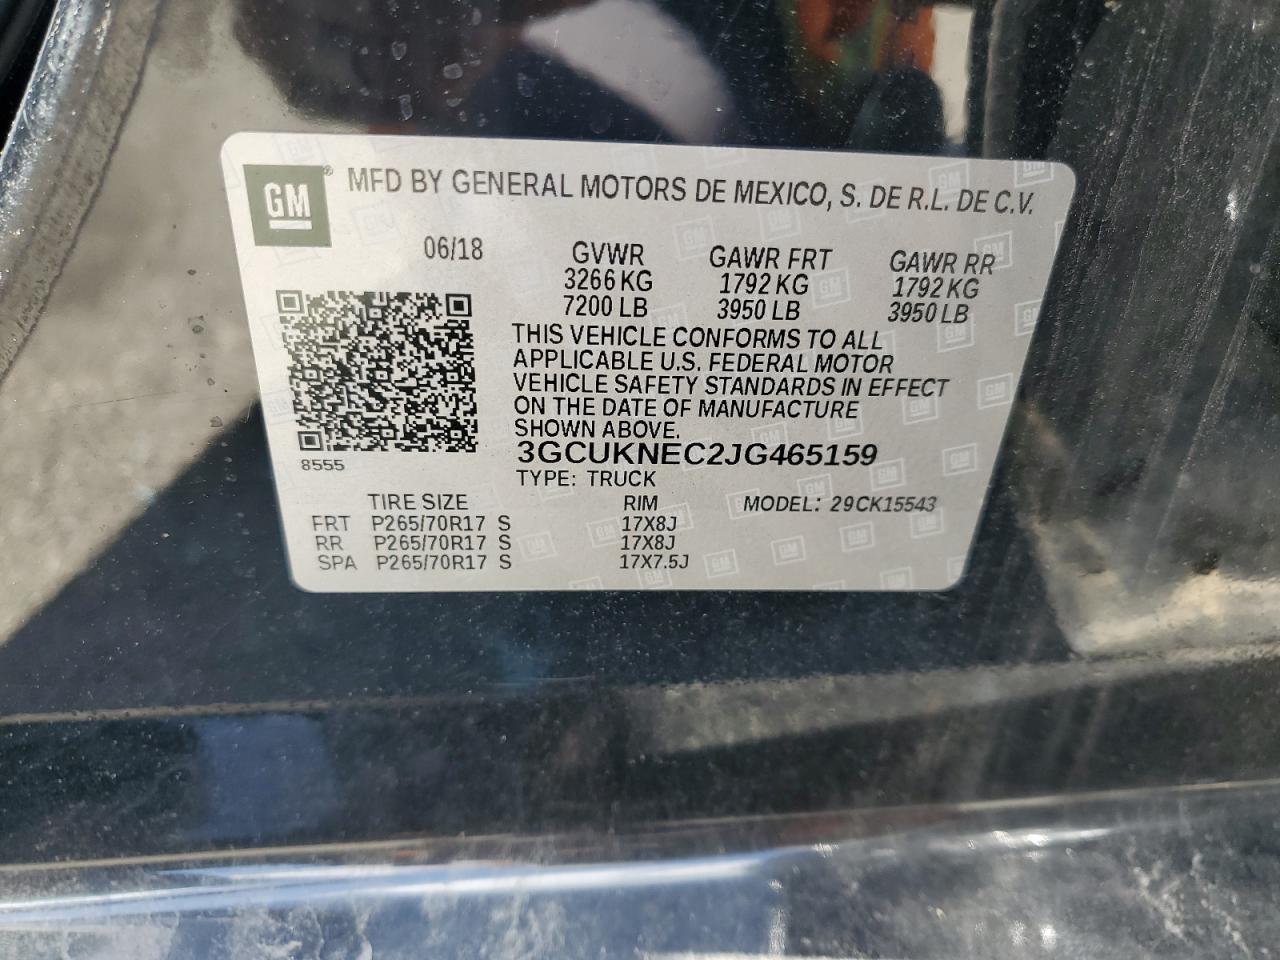 GM® MFD BY GENERAL MOTORS DE MEXICO, S. DE R.L. DE C.V.
06/18 GVWR GAWR FRT GAWR RR
3266 KG 1792 KG 1792 KG
7200 LB 3950 LB 3950 LB
THIS VEHICLE CONFORMS TO ALL
APPLICABLE U.S. FEDERAL MOTOR
VEHICLE SAFETY STANDARDS IN EFFECT
ON THE DATE OF MANUFACTURE
SHOWN ABOVE.
3GCUKNEC2JG465159
8555
TYPE: TRUCK
TIRE SIZE RIM MODEL: 29CK15543
FRT P265/70R17 S 17X8J
RR P265/70R17 S 17X8J
SPA P265/70R17 S 17X7.5J